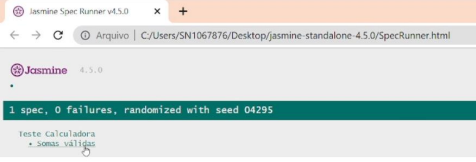 Jasmine Spec Runner v4.5.0
Arquivo | C:/Users/SN1067876/Desktop/jasmine-standalone-4.5.0/SpecRunner.html
Jasmine 4.5.0
1 spec, 0 failures, randomized with seed 04295
Teste Calculadora
• Somas válidas